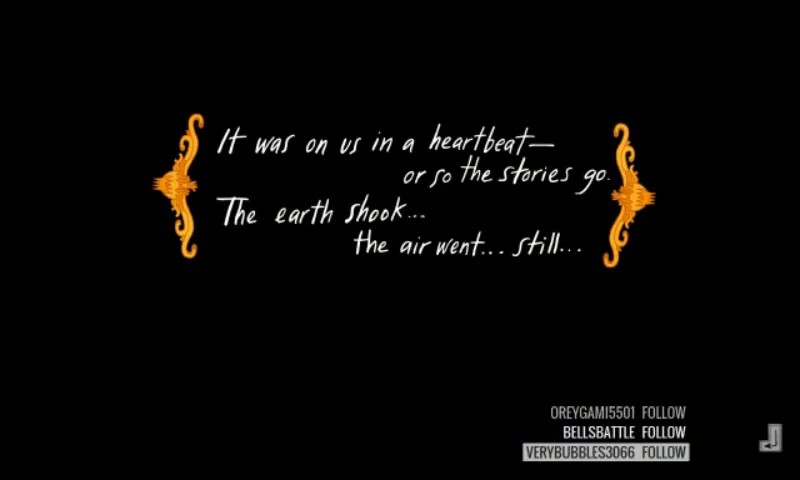 It was on us in a heartbeat—
or so the stories go.
The earth shook...
the air went... still...
OREYGAMI5501 FOLLOW
BELLSBATTLE FOLLOW
VERYBUBBLES3066 FOLLOW
J